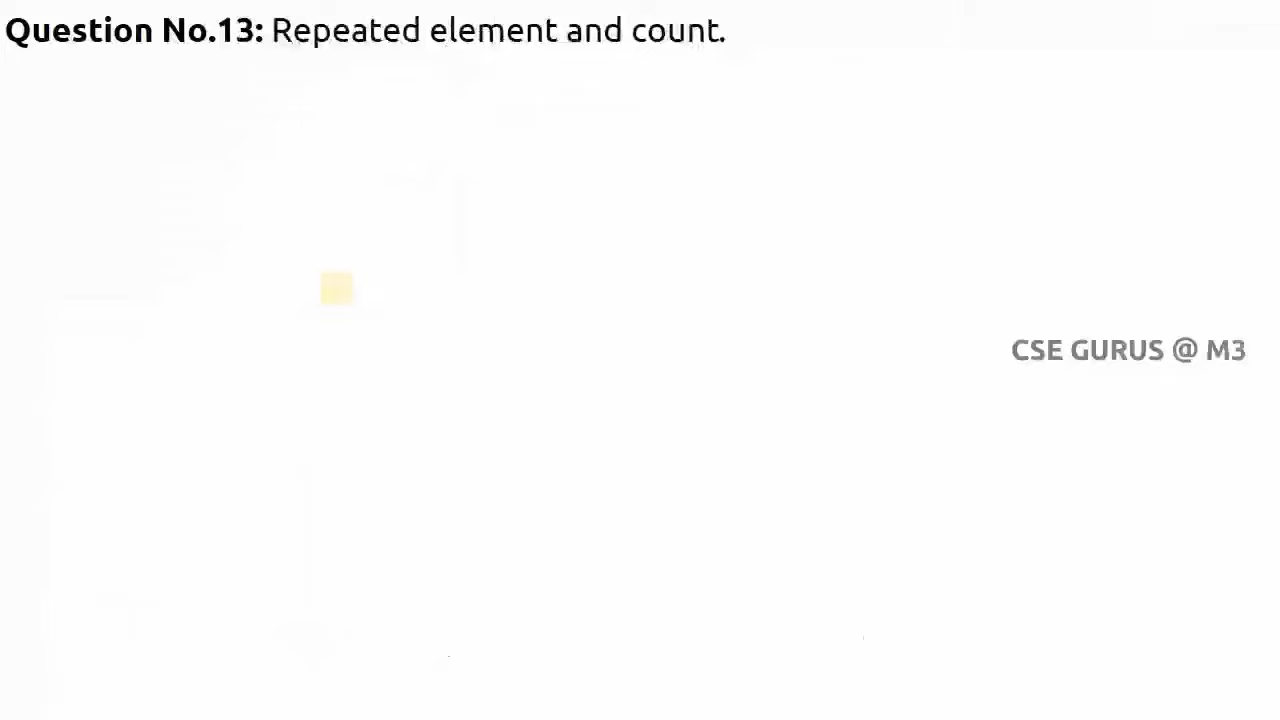 Question No.13: Repeated element and count.
CSE GURUS @ M3